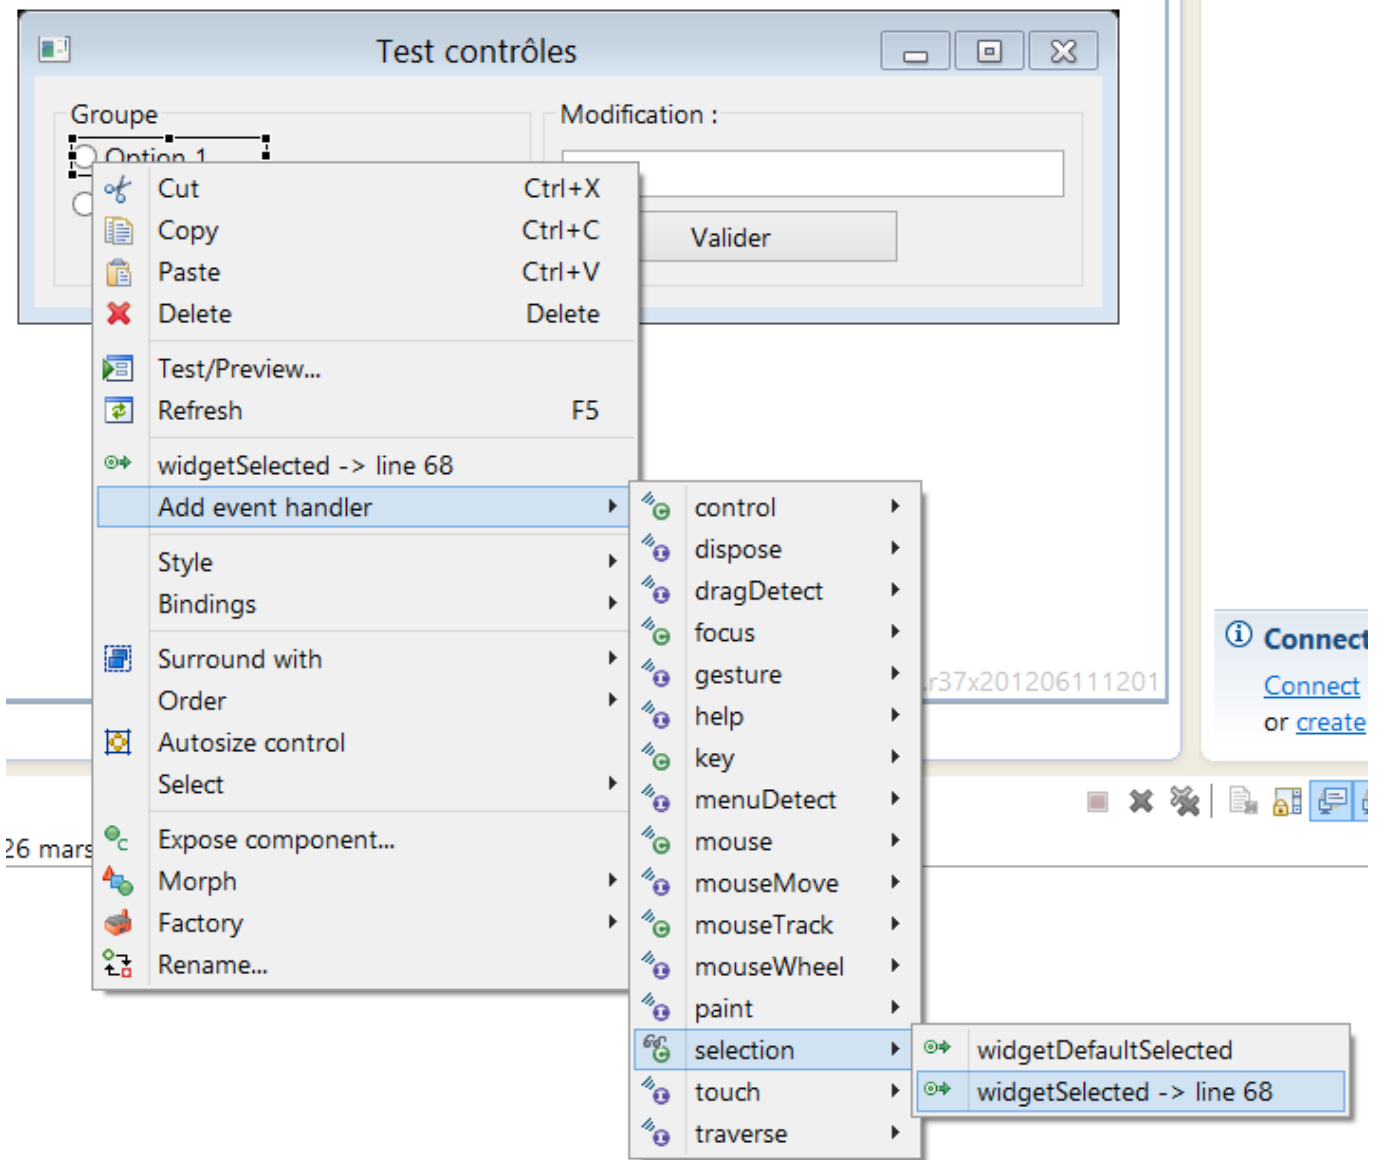 Test contrôles
Groupe
Modification :
Option 1
Valider
Cut Ctrl+X
Copy Ctrl+C
Paste Ctrl+V
Delete Delete
Test/Preview...
Refresh F5
widgetSelected -> line 68
Add event handler
Style
Bindings
Surround with
Order
Autosize control
Select
Expose component...
Morph
Factory
Rename...
control
dispose
dragDetect
focus
gesture
help
key
menuDetect
mouse
mouseMove
mouseTrack
mouseWheel
paint
selection
touch
traverse
widgetDefaultSelected
widgetSelected -> line 68
.r37x201206111201
Connect
Connect
or create
26 mars